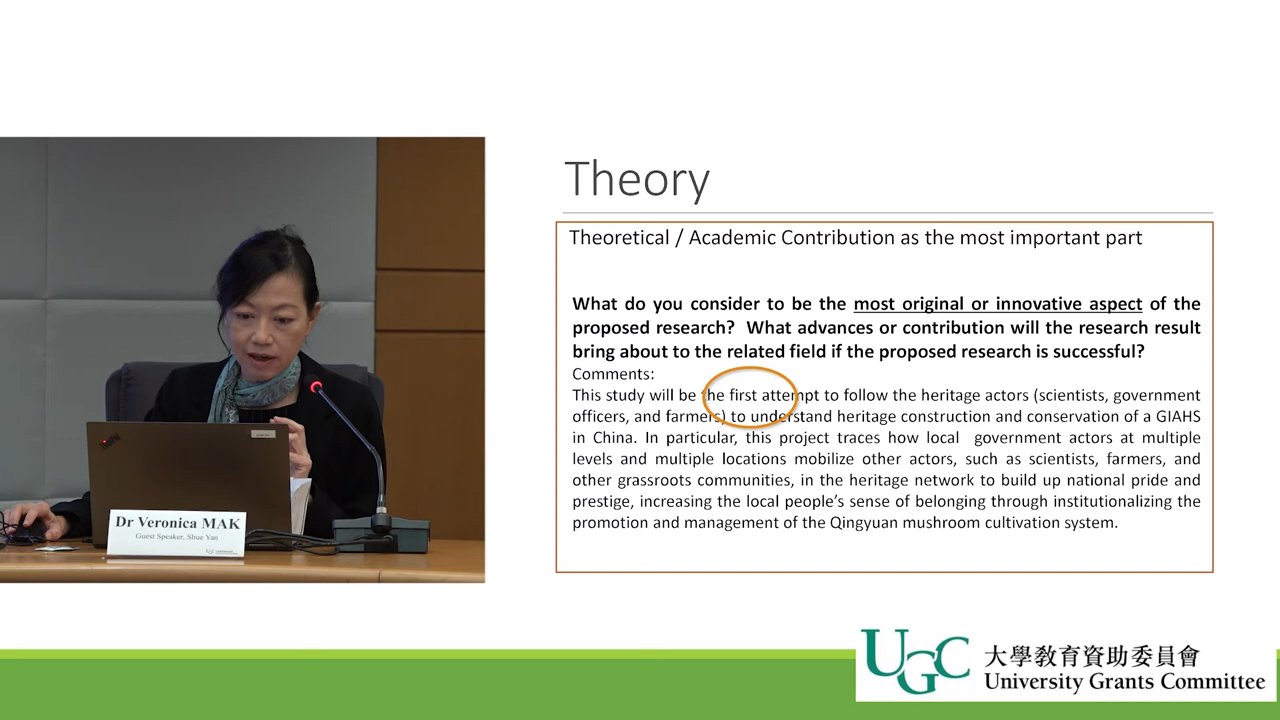 Theory
Theoretical / Academic Contribution as the most important part
What do you consider to be the most original or innovative aspect of the
proposed research? What advances or contribution will the research result
bring about to the related field if the proposed research is successful?
Comments:
This study will be the first attempt to follow the heritage actors (scientists, government
officers, and farmers) to understand heritage construction and conservation of a GIAHS
in China. In particular, this project traces how local government actors at multiple
levels and multiple locations mobilize other actors, such as scientists, farmers, and
other grassroots communities, in the heritage network to build up national pride and
prestige, increasing the local people's sense of belonging through institutionalizing the
promotion and management of the Qingyuan mushroom cultivation system.
Dr Veronica MAK
Guest Speaker, Shue Yan
UGC
UGC
大學教育資助委員會
University Grants Committee